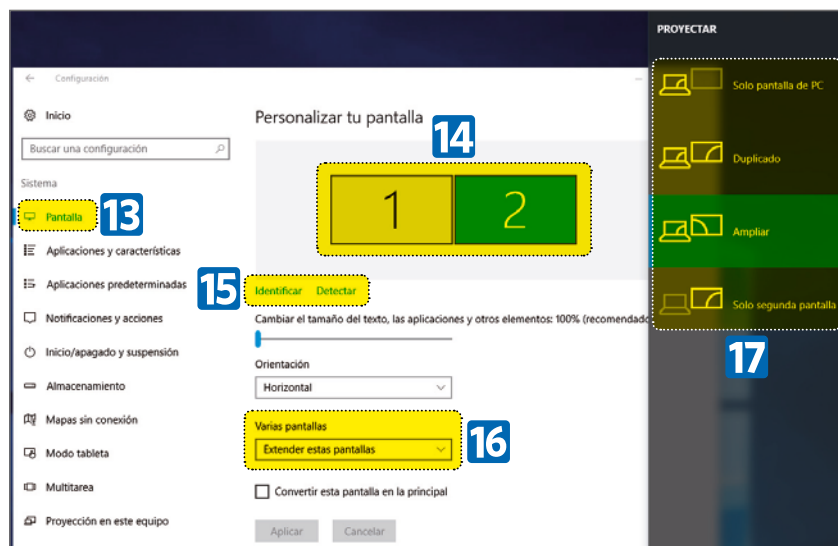 PROYECTAR
Configuración
Inicio
Buscar una configuración
Sistema
Pantalla
13
Aplicaciones y características
Aplicaciones predeterminadas
Notificaciones y acciones
Inicio/apagado y suspensión
Almacenamiento
Mapas sin conexión
Modo tableta
Multitarea
Proyección en este equipo
Personalizar tu pantalla
14
1 2
15
Identificar Detectar
Cambiar el tamaño del texto, las aplicaciones y otros elementos: 100% (recomendado
Orientación
Horizontal
Varias pantallas
Extender estas pantallas
16
Convertir esta pantalla en la principal
Aplicar Cancelar
Solo pantalla de PC
Duplicado
Ampliar
Solo segunda pantalla
17